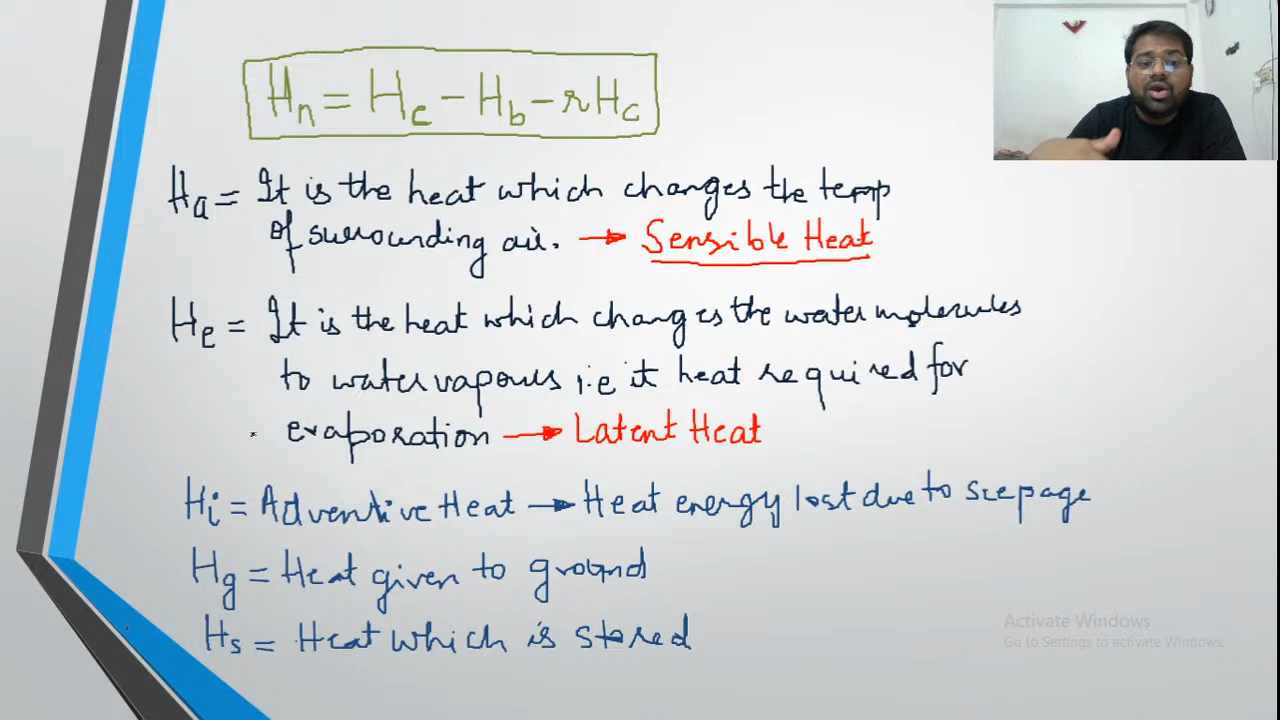 Hn = Hc - Hb - rHc
Ha = It is the heat which changes the temp
of surrounding air. → Sensible Heat
He = It is the heat which changes the water molecules
to water vapours i.e it heat required for
evaporation → Latent Heat
Hi = Adventive Heat → Heat energy lost due to seepage
Hg = Heat given to ground
Hs = Heat which is stored
Activate Windows
Go to Settings to activate Windows.